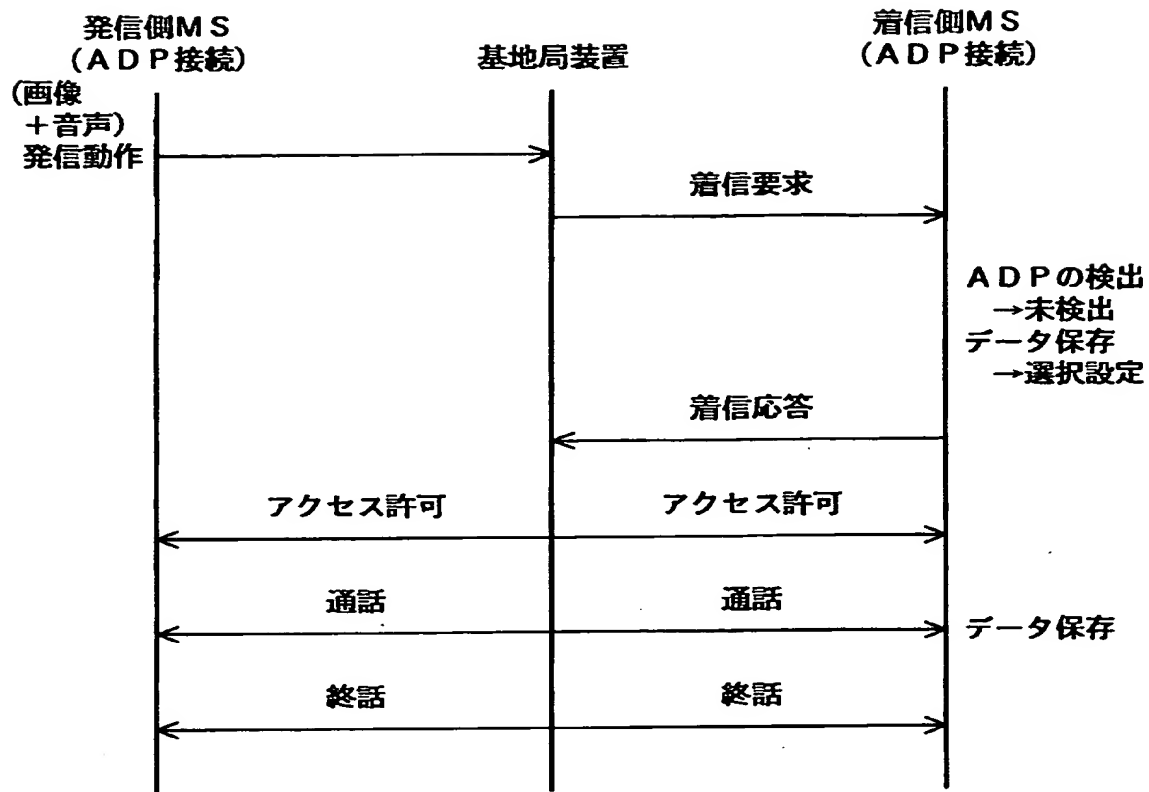 発信側MS
(ADP接続)
基地局装置
着信側MS
(ADP接続)
(画像
+音声)
発信動作
着信要求
ADPの検出
→未検出
データ保存
→選択設定
着信応答
アクセス許可
アクセス許可
通話
通話
データ保存
終話
終話